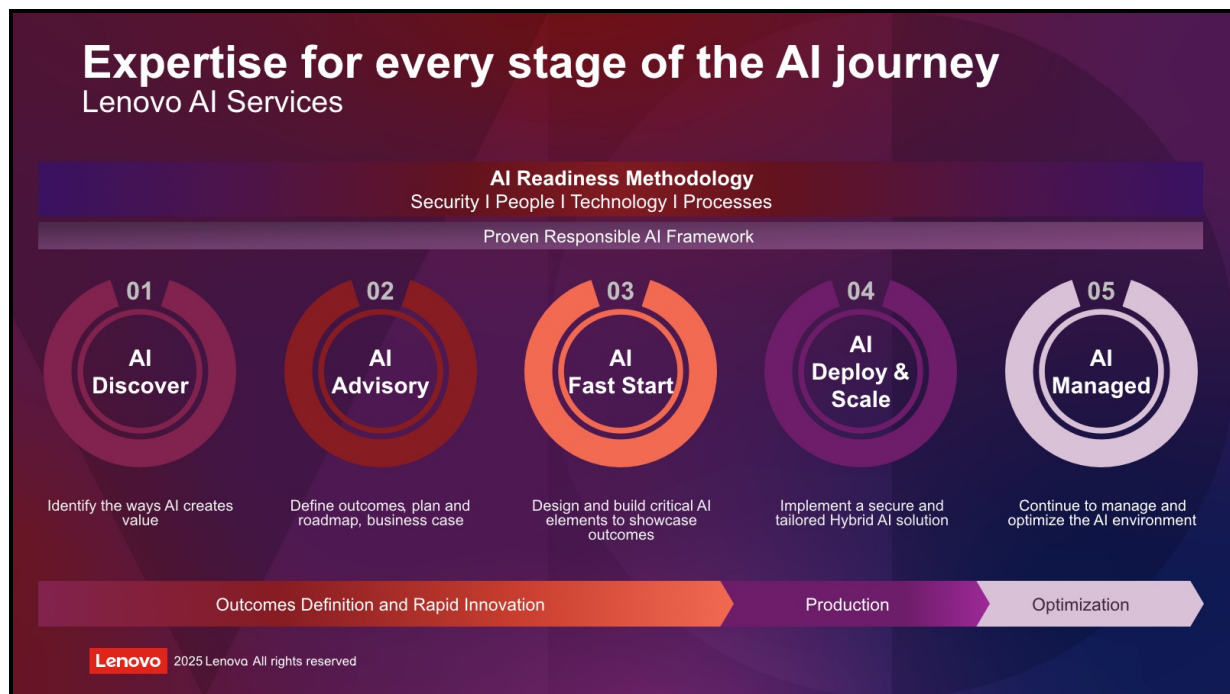 Expertise for every stage of the AI journey
Lenovo AI Services
AI Readiness Methodology
Security I People I Technology I Processes
Proven Responsible AI Framework
01
AI
Discover
Identify the ways AI creates
value
02
AI
Advisory
Define outcomes, plan and
roadmap, business case
03
AI
Fast Start
Design and build critical AI
elements to showcase
outcomes
04
AI
Deploy &
Scale
Implement a secure and
tailored Hybrid AI solution
05
AI
Managed
Continue to manage and
optimize the AI environment
Outcomes Definition and Rapid Innovation
Production
Optimization
Lenovo
2025 Lenovo. All rights reserved